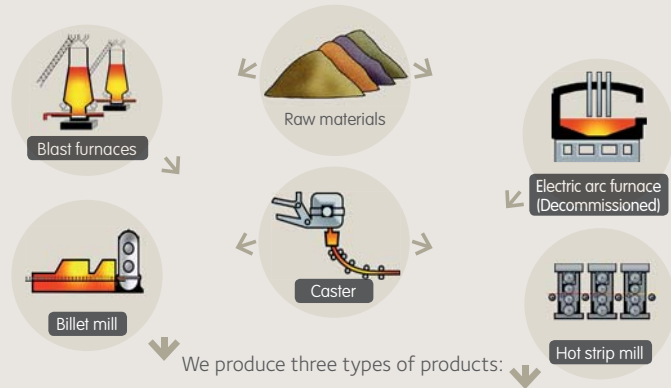 Raw materials
Blast furnaces
Electric arc furnace
(Decommissioned)
Caster
Billet mill
Hot strip mill
We produce three types of products: